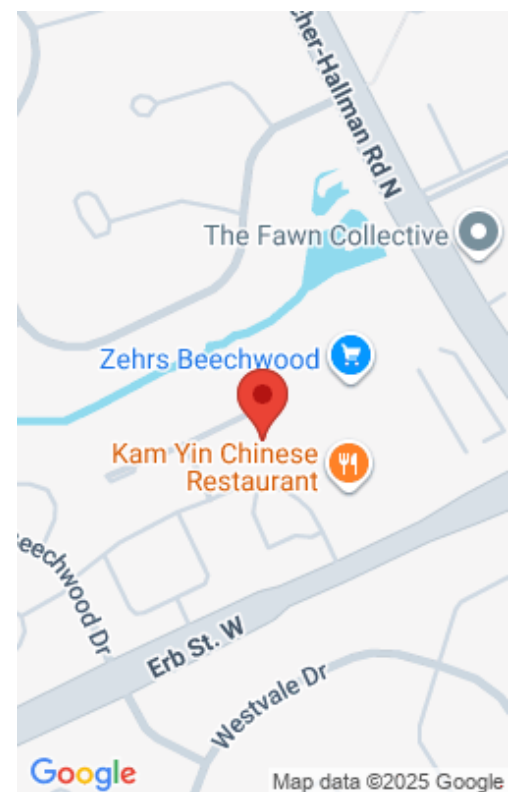 cher-Hallman Rd N
The Fawn Collective
Zehrs Beechwood
Kam Yin Chinese
Restaurant
eechwood Dr
Erb St. W
Westvale Dr
Google
Map data ©2025 Google